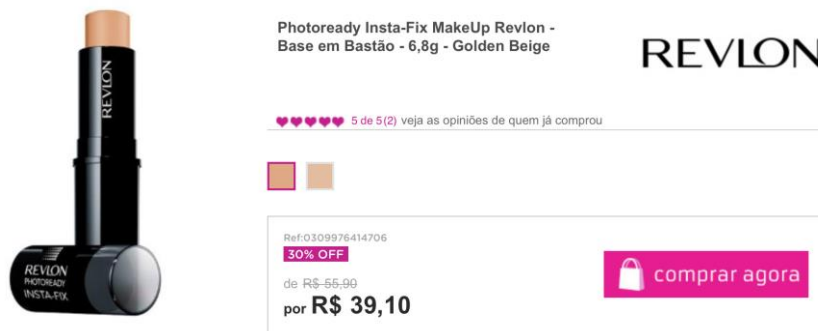 Photoready Insta-Fix MakeUp Revlon -
Base em Bastão - 6,8g - Golden Beige
REVLON
REVLON
5 de 5(2) veja as opiniões de quem já comprou
Ref:0309976414706
30% OFF
de R$ 55,90
por R$ 39,10
comprar agora
REVLON
PHOTOREADY
INSTA-FIX